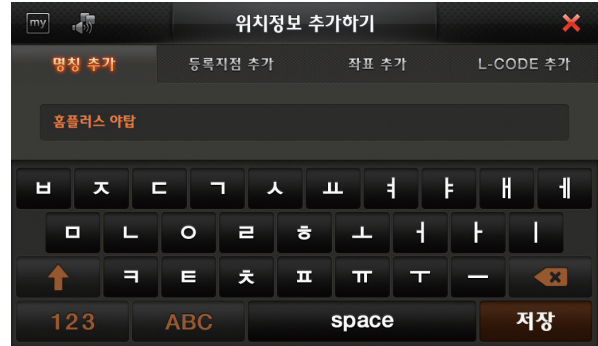 my 위치정보 추가하기
명칭 추가 등록지점 추가 좌표 추가 L-CODE 추가
홈플러스 야탑
ㅂ ㅈ ㄷ ㄱ ㅅ ㅛ ㅕ ㅑ ㅐ ㅔ
ㅁ ㄴ ㅇ ㄹ ㅎ ㅗ ㅓ ㅏ ㅣ
ㅋ ㅌ ㅊ ㅍ ㅠ ㅜ ㅡ
123 ABC space 저장